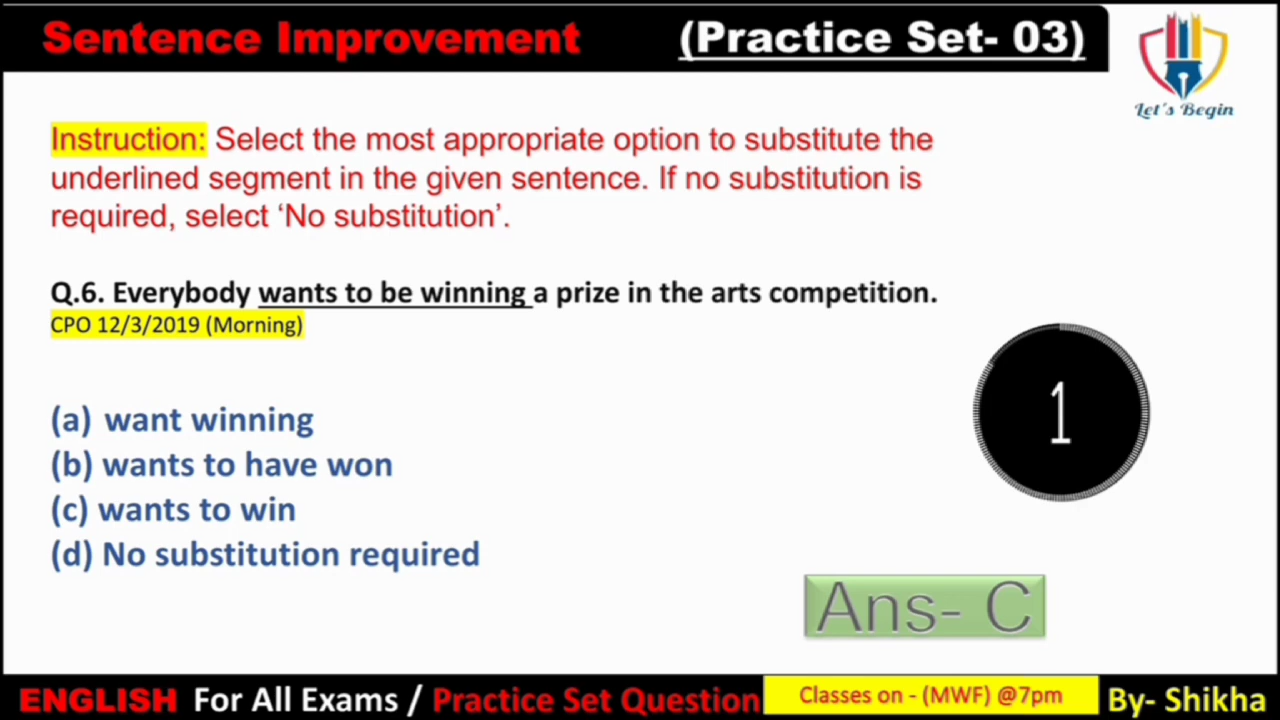 Sentence Improvement (Practice Set- 03)
Let's Begin
Instruction: Select the most appropriate option to substitute the
underlined segment in the given sentence. If no substitution is
required, select ‘No substitution’.
Q.6. Everybody wants to be winning a prize in the arts competition.
CPO 12/3/2019 (Morning)
1
(a) want winning
(b) wants to have won
(c) wants to win
(d) No substitution required
Ans- C
ENGLISH For All Exams / Practice Set Question Classes on - (MWF) @7pm By- Shikha